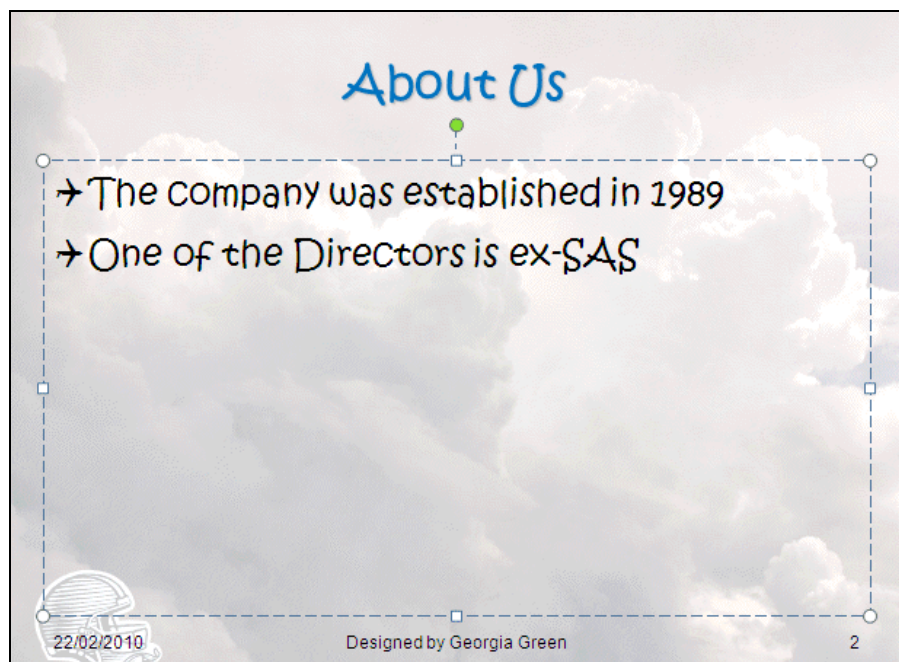 About Us
The company was established in 1989
One of the Directors is ex-SAS
22/02/2010 Designed by Georgia Green 2